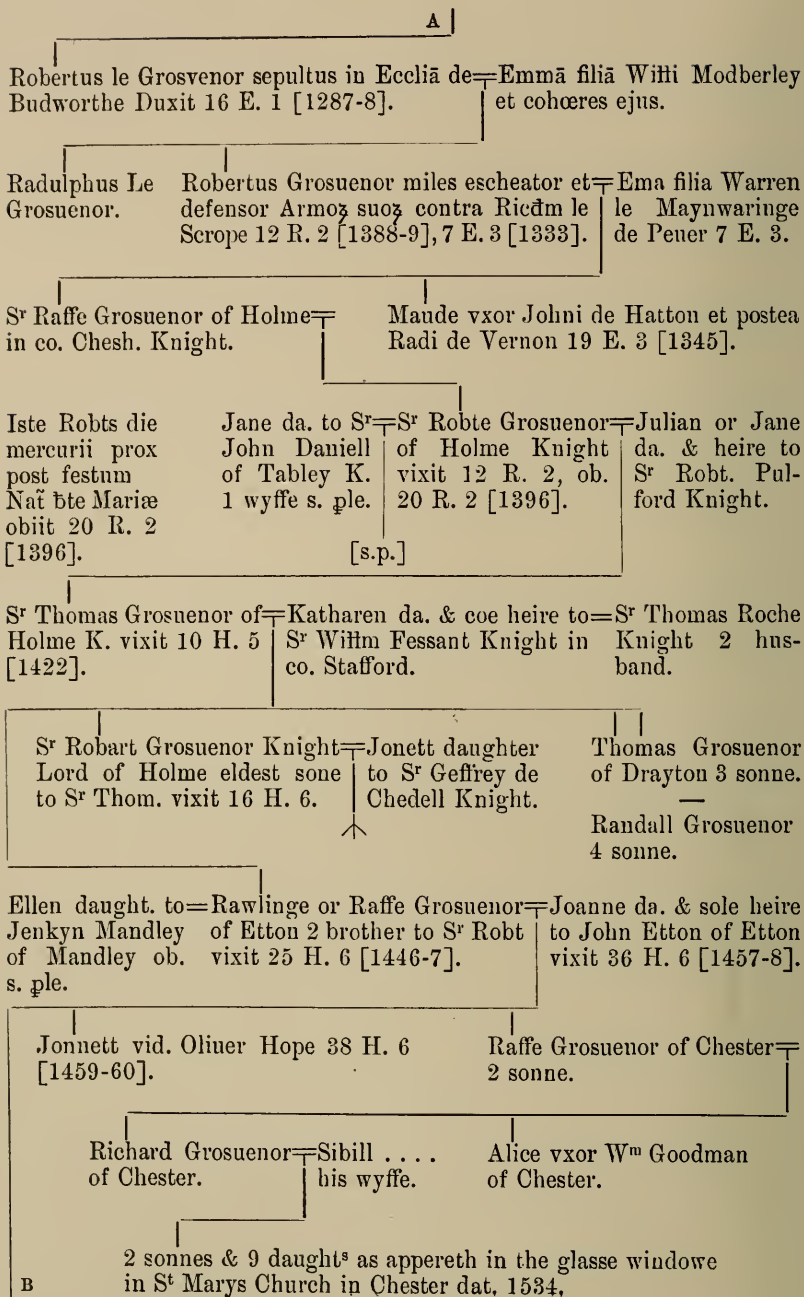 A
Robertus le Grosvenor sepultus in Eccliā de Emmā filiā Witti Modberley
Budworthe Duxit 16 E. 1 [1287-8]. et cohœres ejus.
Radulphus Le
Grosuenor.
Robertus Grosuenor miles escheator et
defensor Armoꝝ suoꝝ contra Ricđm le
Scrope 12 R. 2 [1388-9], 7 E. 3 [1333].
Ema filia Warren
le Maynwaringe
de Peuer 7 E. 3.
Sʳ Raffe Grosuenor of Holme
in co. Chesh. Knight.
Maude vxor Johni de Hatton et postea
Radi de Vernon 19 E. 3 [1345].
Iste Robts die
mercurii prox
post festum
Nat̃ ƀte Mariæ
obiit 20 R. 2
[1396].
Jane da. to Sʳ
John Daniell
of Tabley K.
1 wyffe s. ꝑle.
[s.p.]
Sʳ Robte Grosuenor
of Holme Knight
vixit 12 R. 2, ob.
20 R. 2 [1396].
Julian or Jane
da. & heire to
Sʳ Robt. Pul-
ford Knight.
Sʳ Thomas Grosuenor of
Holme K. vixit 10 H. 5
[1422].
Katharen da. & coe heire to
Sʳ Wiłłm Fessant Knight in
co. Stafford.
Sʳ Thomas Roche
Knight 2 hus-
band.
Sʳ Robart Grosuenor Knight
Lord of Holme eldest sone
to Sʳ Thom. vixit 16 H. 6.
Jonett daughter
to Sʳ Geffrey de
Chedell Knight.
Thomas Grosuenor
of Drayton 3 sonne.
—
Randall Grosuenor
4 sonne.
Ellen daught. to
Jenkyn Mandley
of Mandley ob.
s. ꝑle.
Rawlinge or Raffe Grosuenor
of Etton 2 brother to Sʳ Robt
vixit 25 H. 6 [1446-7].
Joanne da. & sole heire
to John Etton of Etton
vixit 36 H. 6 [1457-8].
Jonnett vid. Oliuer Hope 38 H. 6
[1459-60].
Raffe Grosuenor of Chester
2 sonne.
Richard Grosuenor
of Chester.
Sibill . . . .
his wyffe.
Alice vxor Wᵐ Goodman
of Chester.
2 sonnes & 9 daughtˢ as appereth in the glasse windowe
in Sᵗ Marys Church in Chester dat. 1534.
B